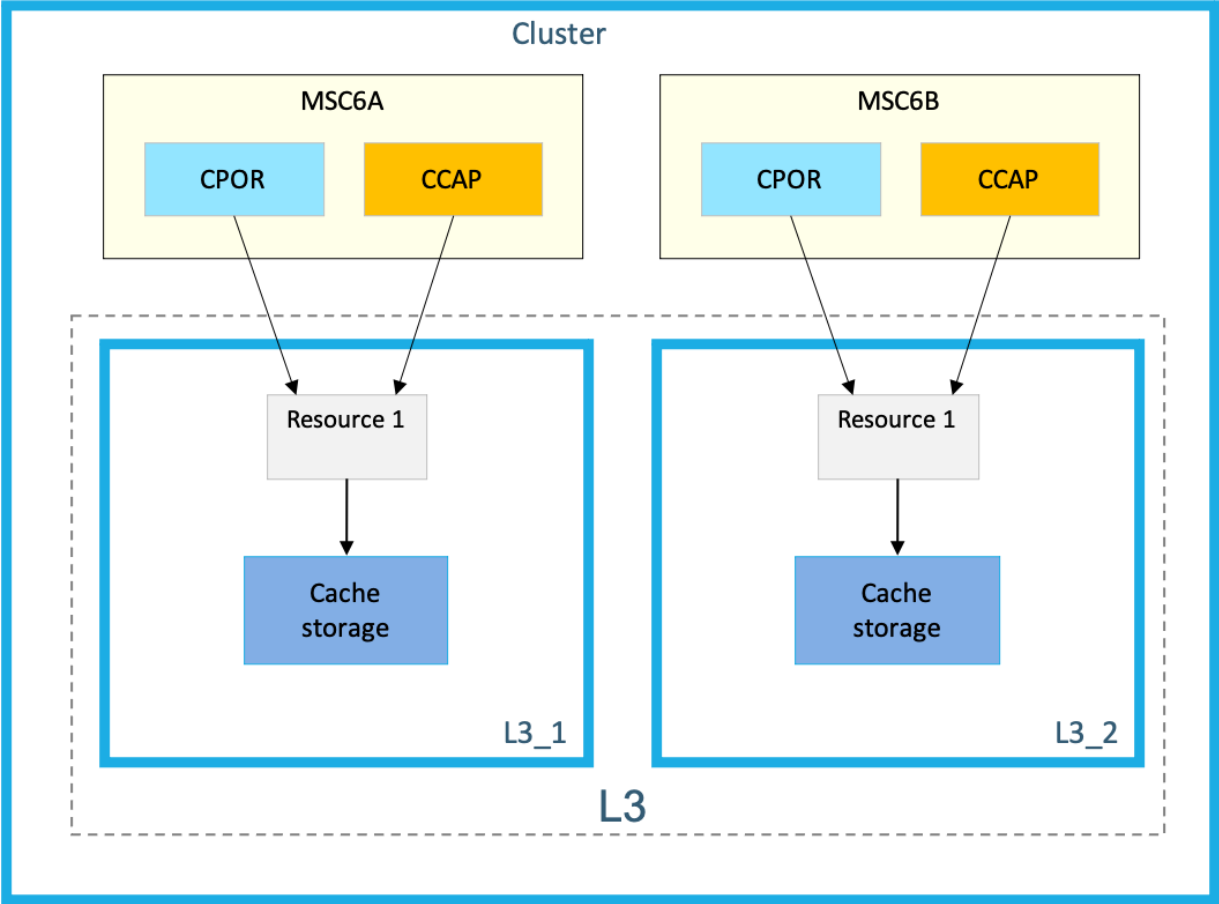 Cluster
MSC6A
CPOR
CCAP
MSC6B
CPOR
CCAP
Resource 1
Cache
storage
L3_1
Resource 1
Cache
storage
L3_2
L3